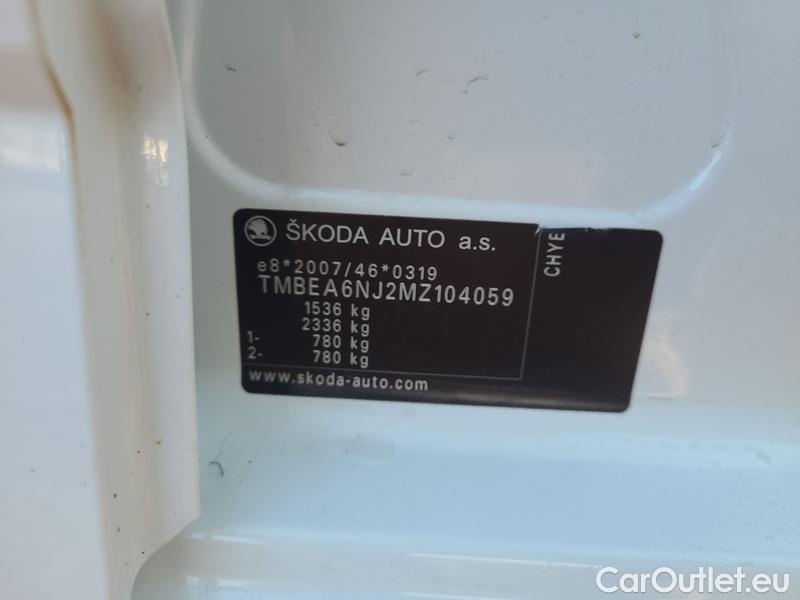 ŠKODA AUTO a.s.
e8*2007/46*0319
TMBEA6NJ2MZ104059
1536 kg
2336 kg
1- 780 kg
2- 780 kg
www.skoda-auto.com
CHYE
CarOutlet.eu